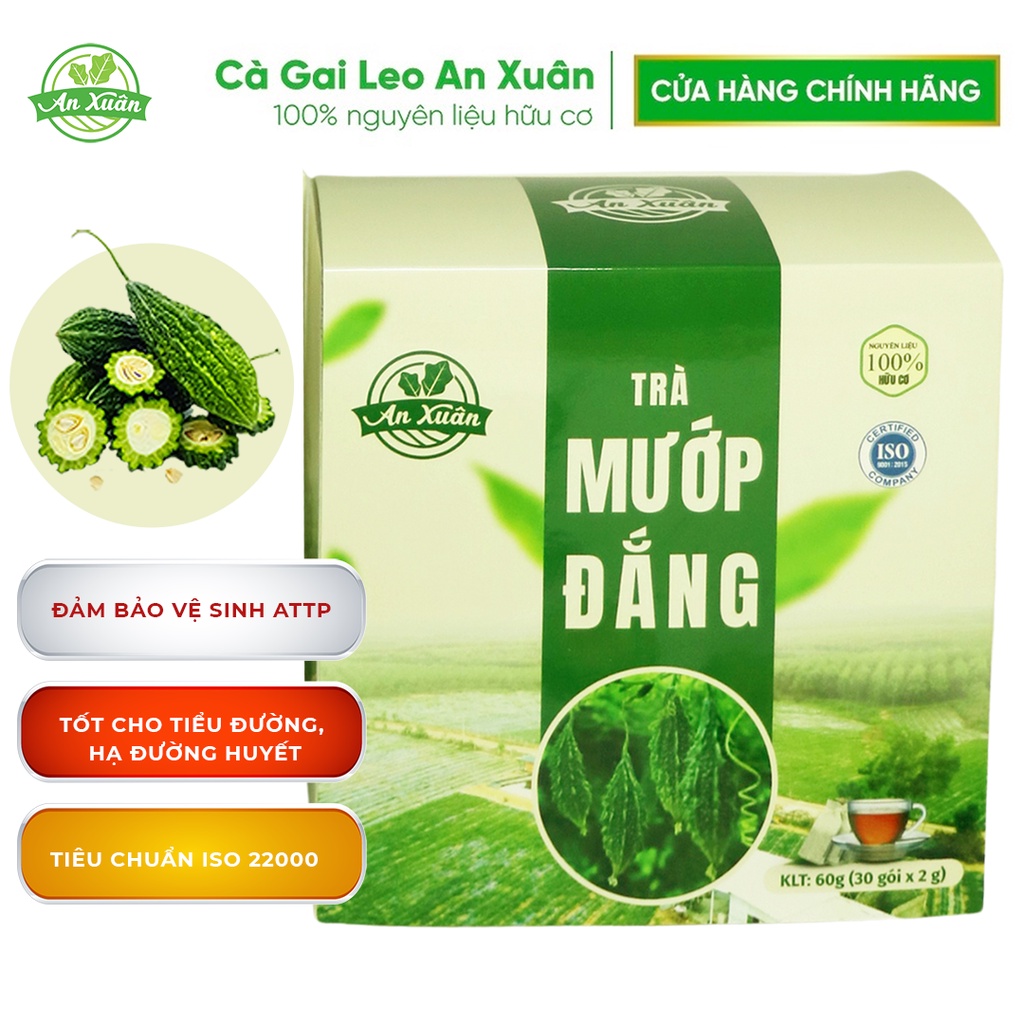 An Xuân
Cà Gai Leo An Xuân
100% nguyên liệu hữu cơ
CỬA HÀNG CHÍNH HÃNG
An Xuân
An Xuân
NGUYÊN LIỆU
100%
HỮU CƠ
CERTIFIED
ISO
9001:2015
COMPANY
TRÀ
MƯỚP
ĐẮNG
ĐẢM BẢO VỆ SINH ATTP
TỐT CHO TIỂU ĐƯỜNG,
HẠ ĐƯỜNG HUYẾT
TIÊU CHUẨN ISO 22000
KLT: 60g (30 gói x 2 g)